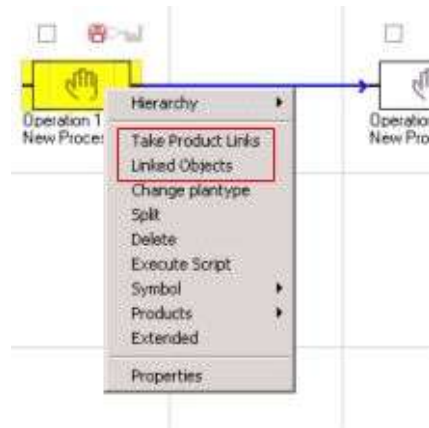 Operation 1
New Proces
Operation
New Pro
Hierarchy
Take Product Links
Linked Objects
Change plantype
Split
Delete
Execute Script
Symbol
Products
Extended
Properties